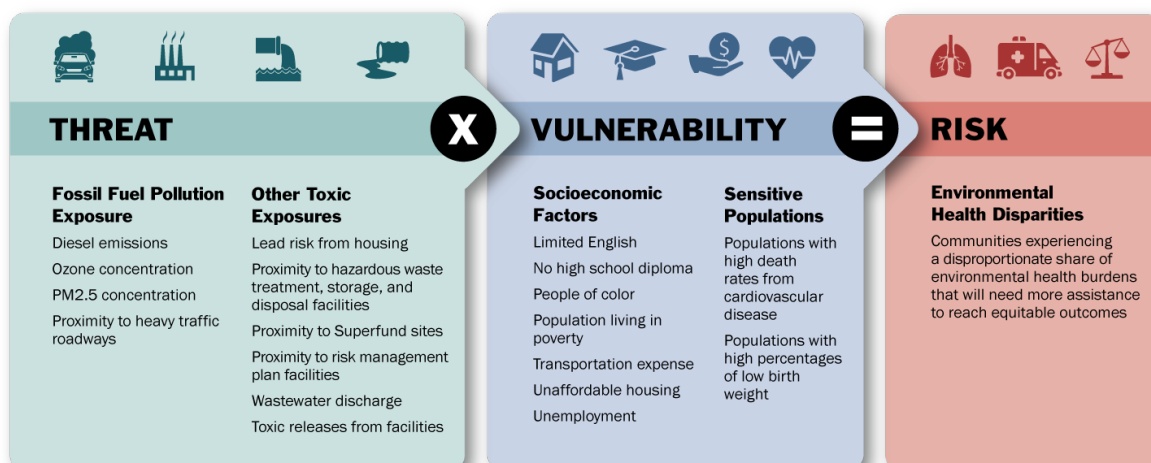 $
THREAT
X
VULNERABILITY
=
RISK
Fossil Fuel Pollution
Exposure
Diesel emissions
Ozone concentration
PM2.5 concentration
Proximity to heavy traffic
roadways
Other Toxic
Exposures
Lead risk from housing
Proximity to hazardous waste
treatment, storage, and
disposal facilities
Proximity to Superfund sites
Proximity to risk management
plan facilities
Wastewater discharge
Toxic releases from facilities
Socioeconomic
Factors
Limited English
No high school diploma
People of color
Population living in
poverty
Transportation expense
Unaffordable housing
Unemployment
Sensitive
Populations
Populations with
high death
rates from
cardiovascular
disease
Populations with
high percentages
of low birth
weight
Environmental
Health Disparities
Communities experiencing
a disproportionate share of
environmental health burdens
that will need more assistance
to reach equitable outcomes